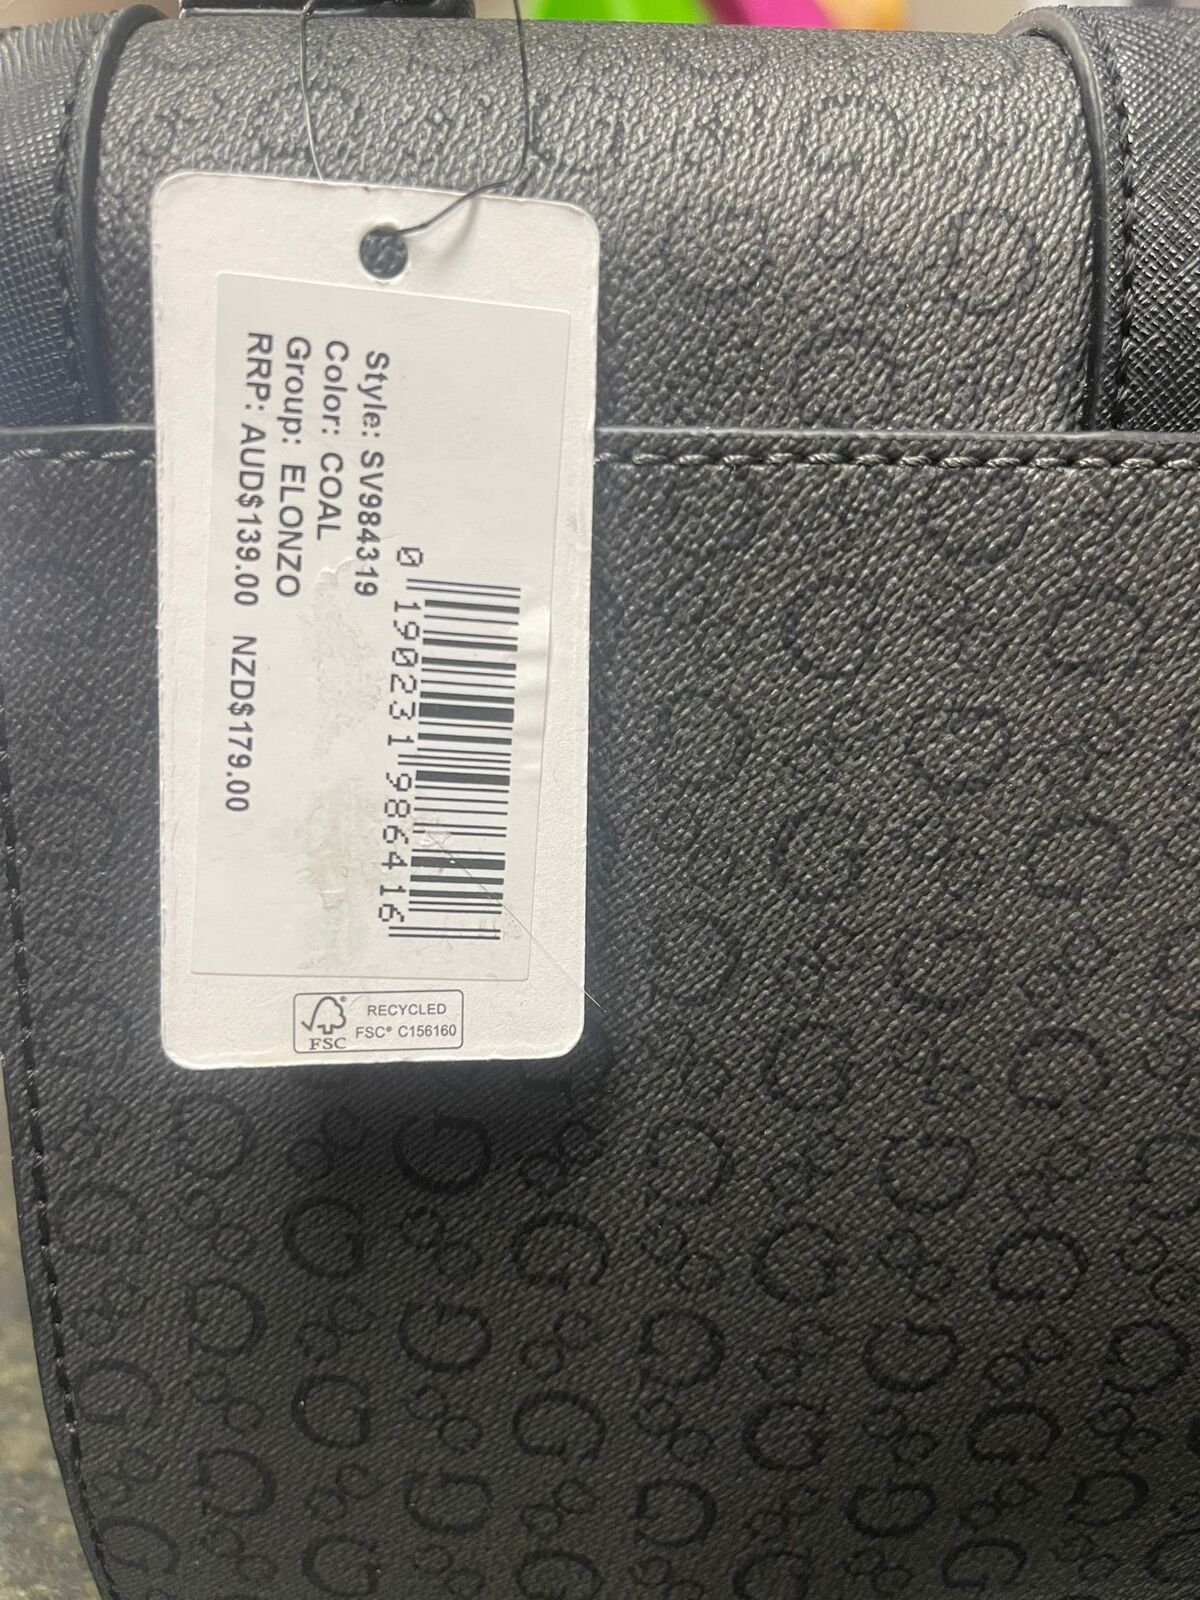 Style: SV984319
Color: COAL
Group: ELONZO
RRP: AUD$139.00 NZD$179.00
0 190231 986416
RECYCLED
FSC® C156160
FSC